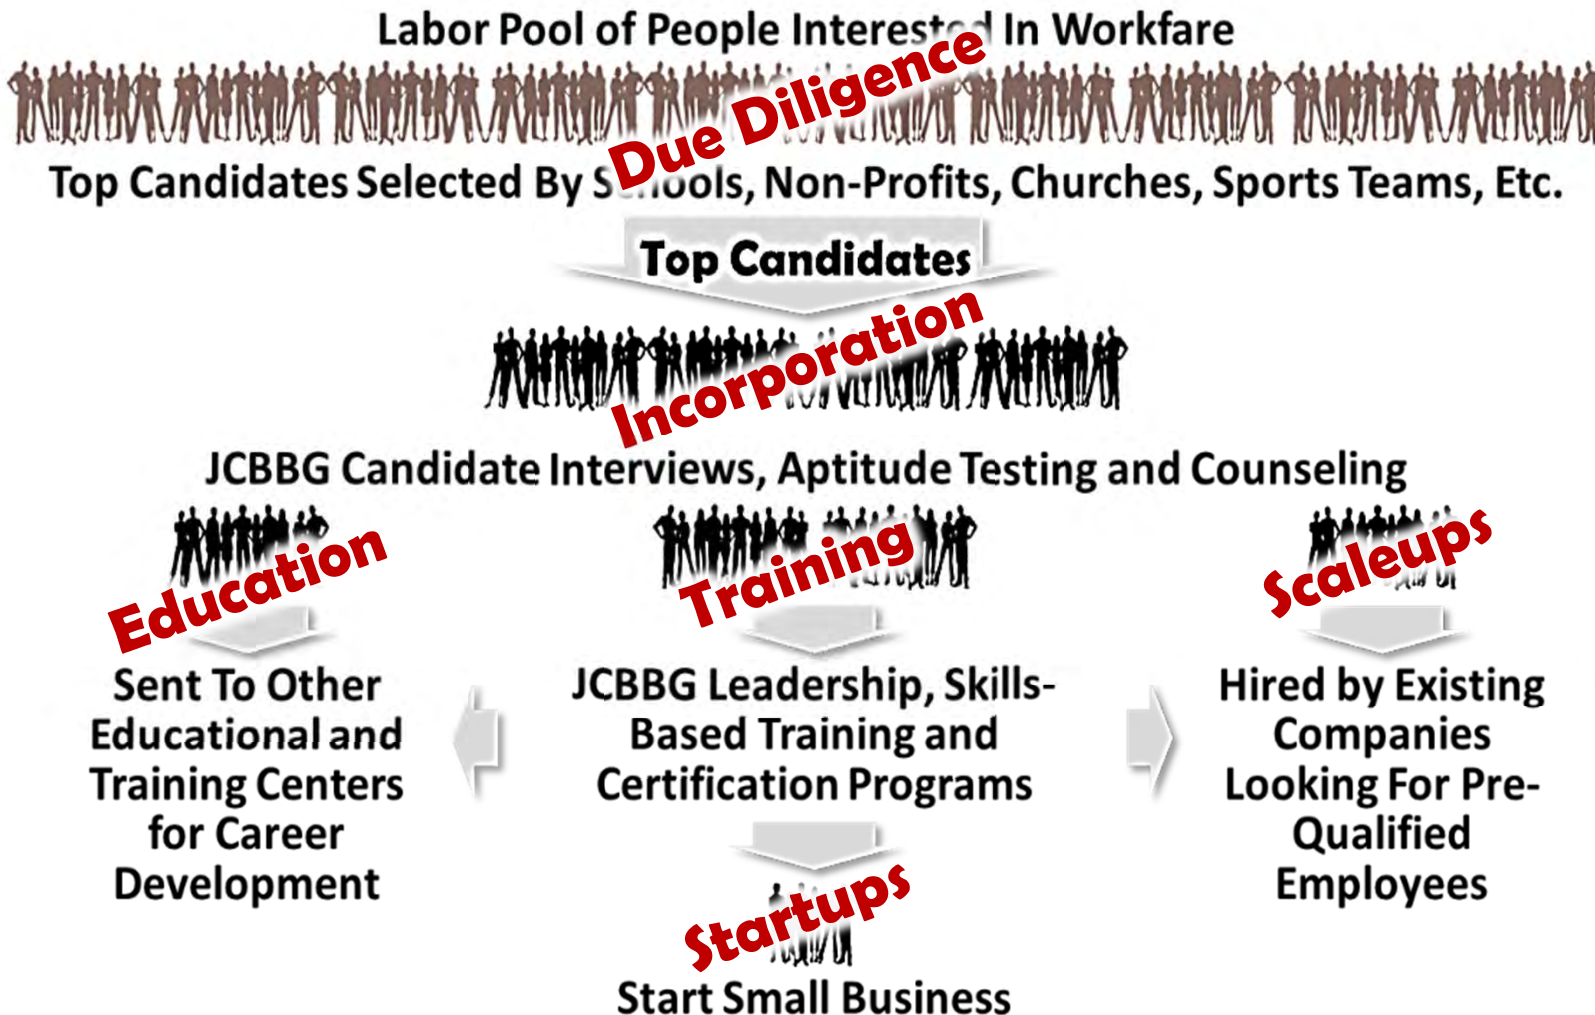 Labor Pool of People Interested In Workfare
Due Diligence
Top Candidates Selected By Schools, Non-Profits, Churches, Sports Teams, Etc.
Top Candidates
Incorporation
JCBBG Candidate Interviews, Aptitude Testing and Counseling
Education
Training
Scaleups
Sent To Other
Educational and
Training Centers
for Career
Development
JCBBG Leadership, Skills-
Based Training and
Certification Programs
Hired by Existing
Companies
Looking For Pre-
Qualified
Employees
Startups
Start Small Business